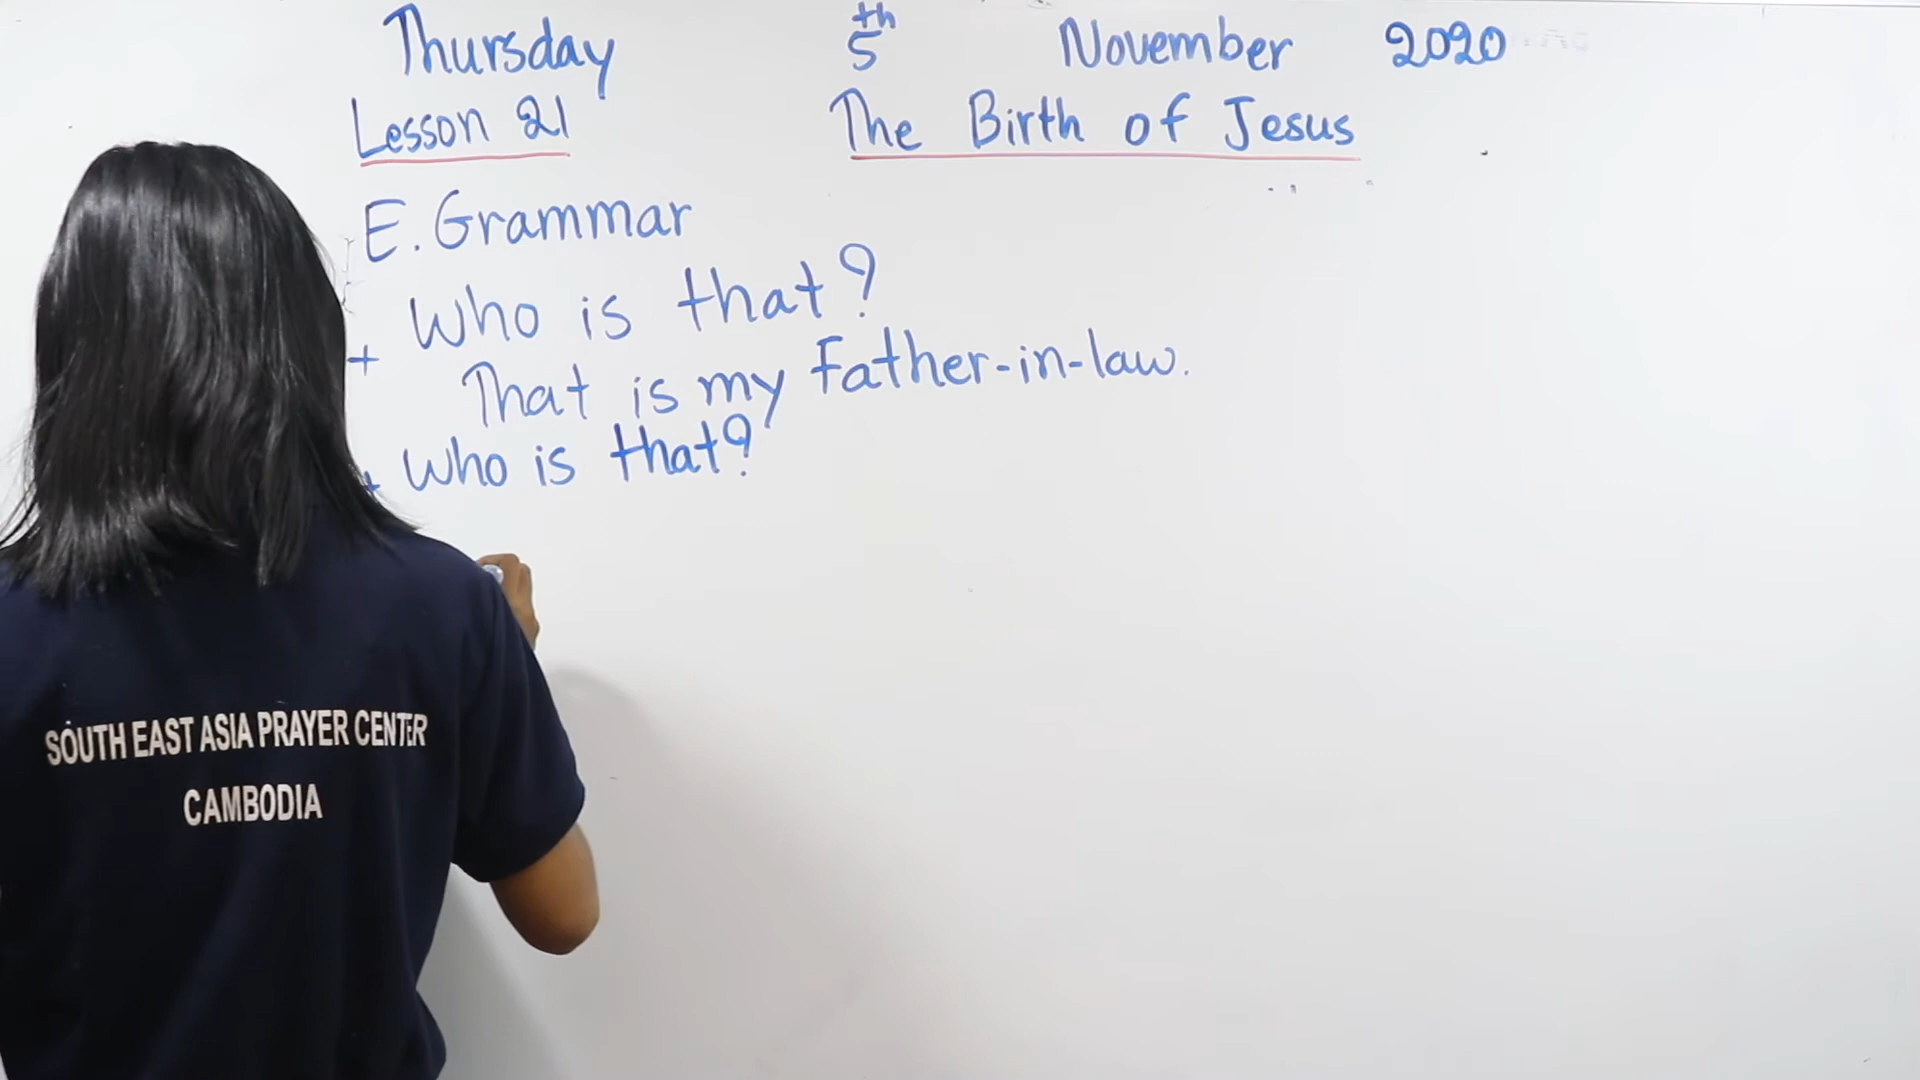 Thursday 5th November 2020
Lesson 21 The Birth of Jesus
E. Grammar
+ Who is that?
That is my Father-in-law.
+ Who is that?
SOUTH EAST ASIA PRAYER CENTER
CAMBODIA